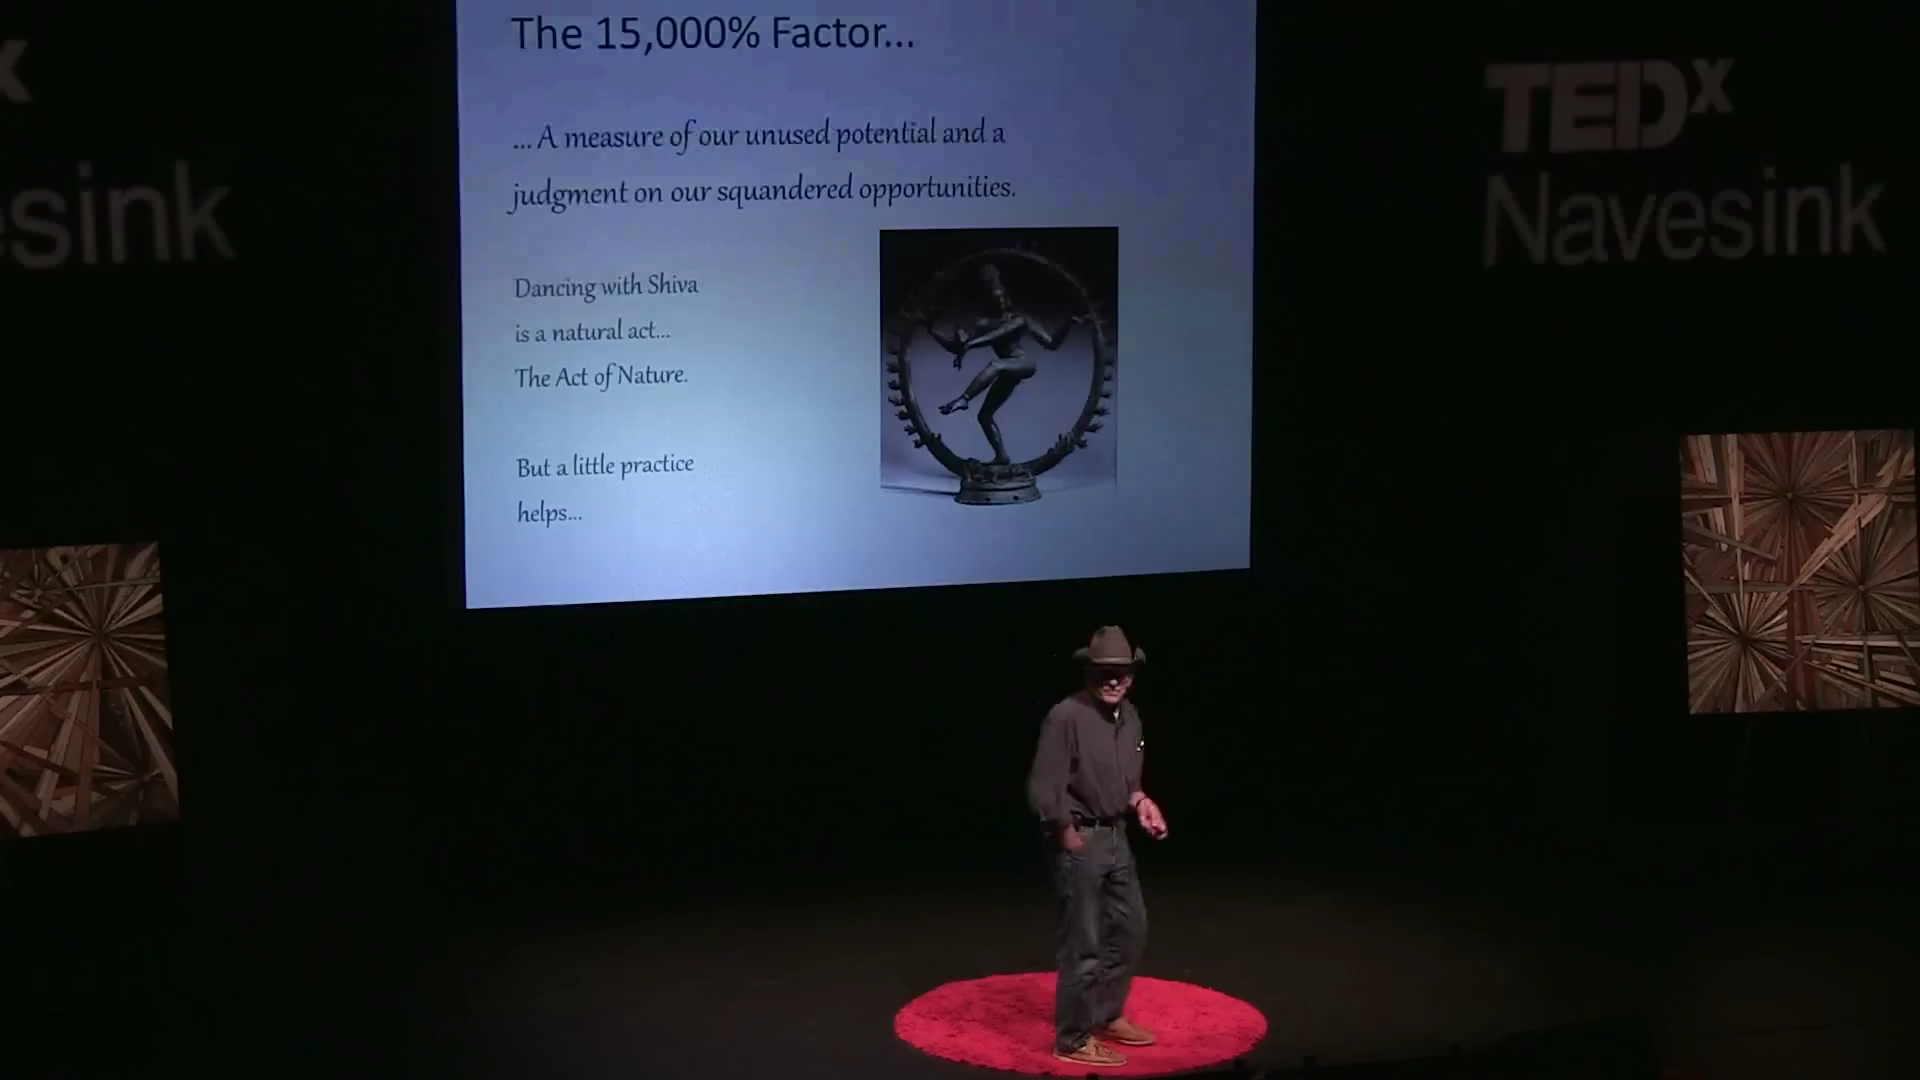 The 15,000% Factor...
... A measure of our unused potential and a
judgment on our squandered opportunities.
Dancing with Shiva
is a natural act...
The Act of Nature.
But a little practice
helps...
x
esink
TEDx
Navesink